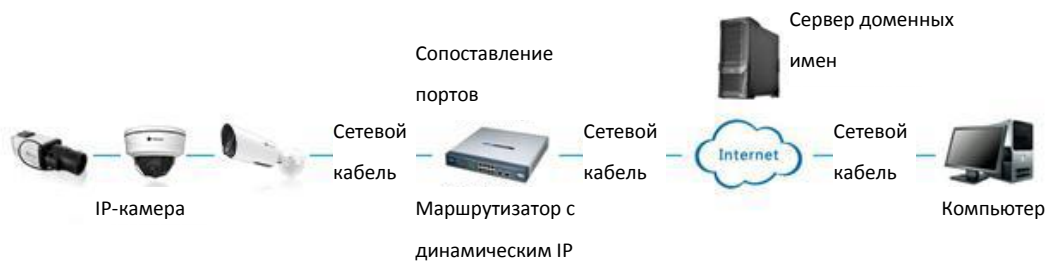 Сервер доменных
имен
Сопоставление
портов
Сетевой
кабель
Сетевой
кабель
Internet
Сетевой
кабель
IP-камера
Маршрутизатор с
динамическим IP
Компьютер